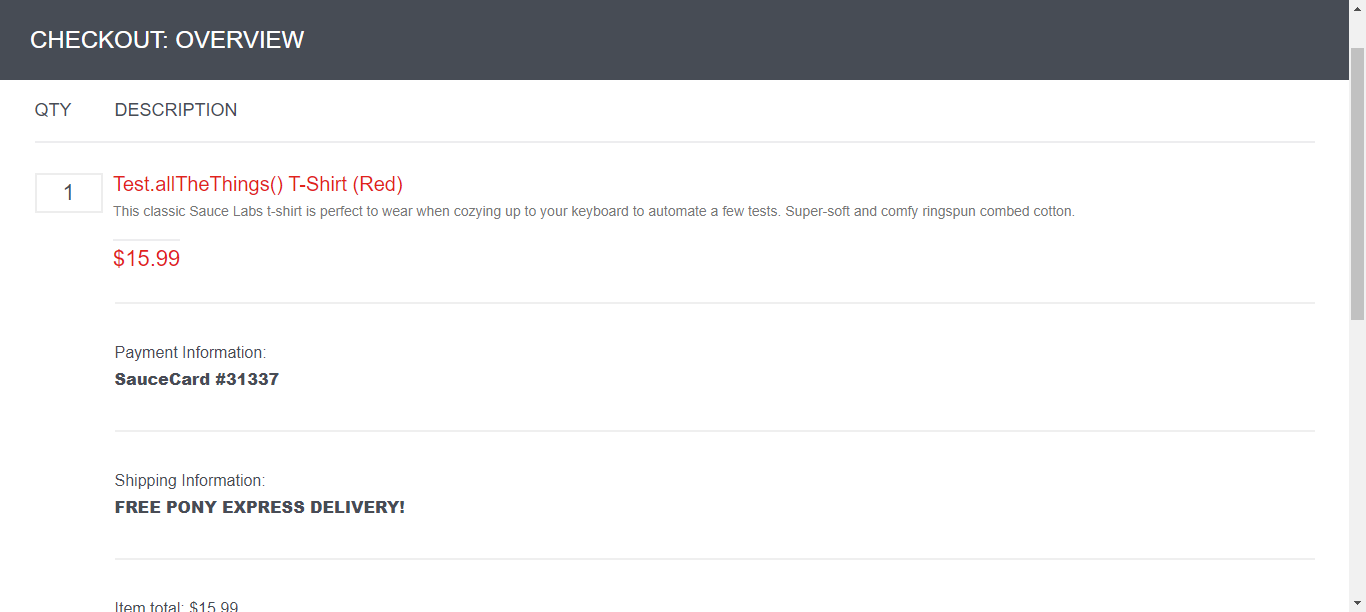 CHECKOUT: OVERVIEW
QTY DESCRIPTION
1 Test.allTheThings() T-Shirt (Red)
This classic Sauce Labs t-shirt is perfect to wear when cozying up to your keyboard to automate a few tests. Super-soft and comfy ringspun combed cotton.
$15.99
Payment Information:
SauceCard #31337
Shipping Information:
FREE PONY EXPRESS DELIVERY!
Item total: $15.99